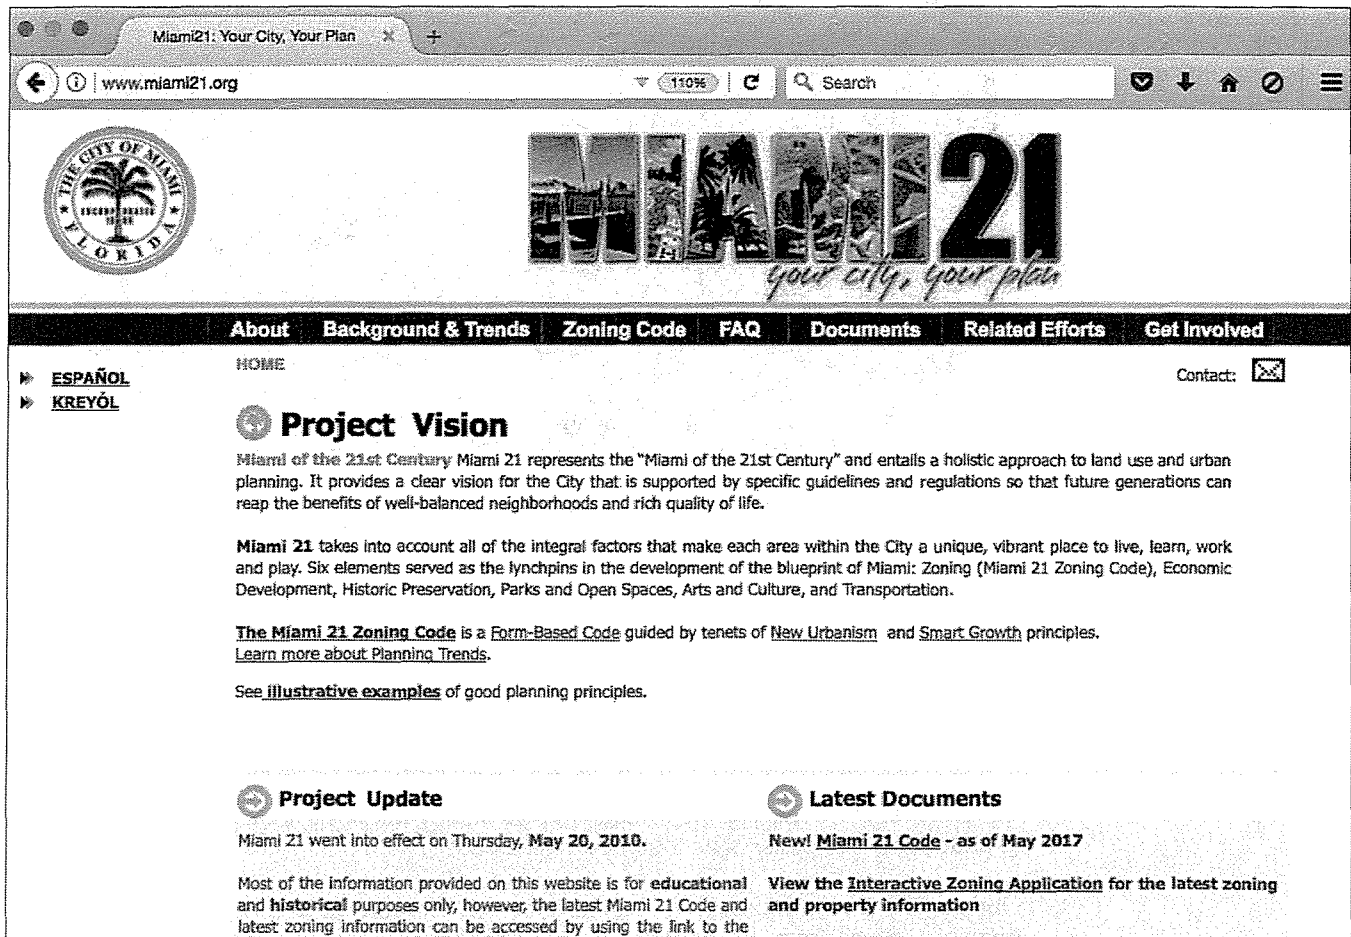 Miami21: Your City, Your Plan
www.miami21.org
110%
Search
THE CITY OF MIAMI
INCORPORATED
FLORIDA
MIAMI 21
your city, your plan
About Background & Trends Zoning Code FAQ Documents Related Efforts Get Involved
ESPAÑOL
KREYÓL
HOME
Contact:
Project Vision
Miami of the 21st Century Miami 21 represents the "Miami of the 21st Century" and entails a holistic approach to land use and urban
planning. It provides a clear vision for the City that is supported by specific guidelines and regulations so that future generations can
reap the benefits of well-balanced neighborhoods and rich quality of life.
Miami 21 takes into account all of the integral factors that make each area within the City a unique, vibrant place to live, learn, work
and play. Six elements served as the lynchpins in the development of the blueprint of Miami: Zoning (Miami 21 Zoning Code), Economic
Development, Historic Preservation, Parks and Open Spaces, Arts and Culture, and Transportation.
The Miami 21 Zoning Code is a Form-Based Code guided by tenets of New Urbanism and Smart Growth principles.
Learn more about Planning Trends.
See illustrative examples of good planning principles.
Project Update
Miami 21 went into effect on Thursday, May 20, 2010.
Most of the information provided on this website is for educational
and historical purposes only, however, the latest Miami 21 Code and
latest zoning information can be accessed by using the link to the
Latest Documents
New! Miami 21 Code - as of May 2017
View the Interactive Zoning Application for the latest zoning
and property information